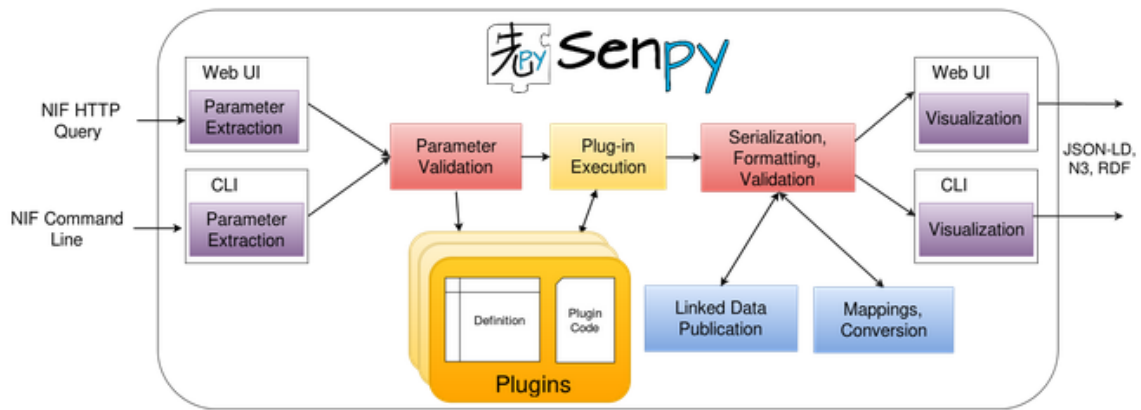 先
py
Senpy
NIF HTTP
Query
Web UI
Parameter
Extraction
NIF Command
Line
CLI
Parameter
Extraction
Parameter
Validation
Plug-in
Execution
Serialization,
Formatting,
Validation
Web UI
Visualization
CLI
Visualization
JSON-LD,
N3, RDF
Definition
Plugin
Code
Plugins
Linked Data
Publication
Mappings,
Conversion